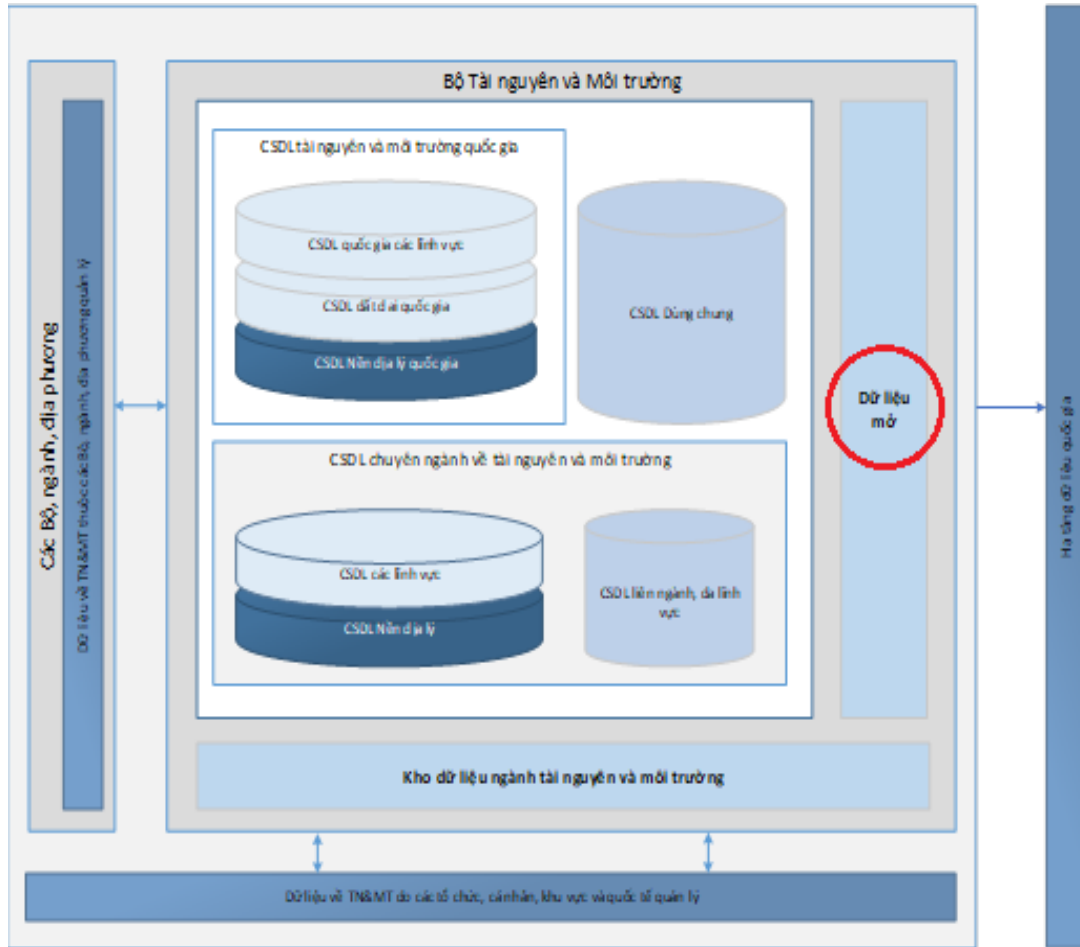 Bộ Tài nguyên và Môi trường
CSDL tài nguyên và môi trường quốc gia
CSDL quốc gia các lĩnh vực
CSDL đất đai quốc gia
CSDL Nền địa lý quốc gia
CSDL Dùng chung
Dữ liệu
mở
CSDL chuyên ngành về tài nguyên và môi trường
CSDL các lĩnh vực
CSDL Nền địa lý
CSDL liên ngành, đa lĩnh
vực
Kho dữ liệu ngành tài nguyên và môi trường
Các Bộ, ngành, địa phương
Dữ liệu về TN&MT thuộc các Bộ, ngành, địa phương quản lý
Dữ liệu về TN&MT do các tổ chức, cá nhân, khu vực và quốc tế quản lý
Hạ tầng dữ liệu quốc gia